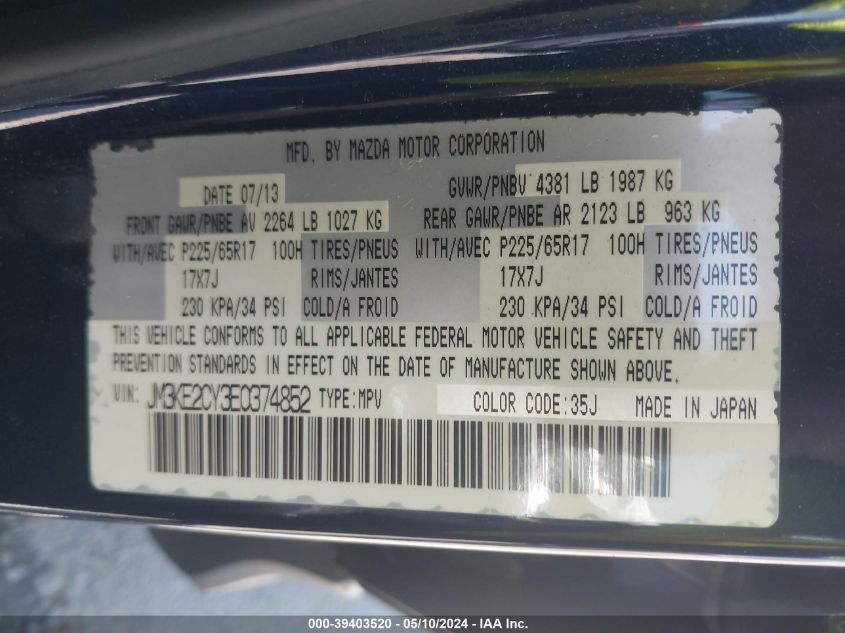 MFD. BY MAZDA MOTOR CORPORATION
DATE 07/13 GVWR/PNBV 4381 LB 1987 KG
FRONT GAWR/PNBE AV 2264 LB 1027 KG REAR GAWR/PNBE AR 2123 LB 963 KG
WITH/AVEC P225/65R17 100H TIRES/PNEUS WITH/AVEC P225/65R17 100H TIRES/PNEUS
17X7J RIMS/JANTES 17X7J RIMS/JANTES
230 KPA/34 PSI COLD/A FROID 230 KPA/34 PSI COLD/A FROID
THIS VEHICLE CONFORMS TO ALL APPLICABLE FEDERAL MOTOR VEHICLE SAFETY AND THEFT
PREVENTION STANDARDS IN EFFECT ON THE DATE OF MANUFACTURE SHOWN ABOVE.
VIN: JM3KE2CY3E0374852 TYPE:MPV COLOR CODE:35J MADE IN JAPAN
000-39403520 - 05/10/2024 - IAA Inc.